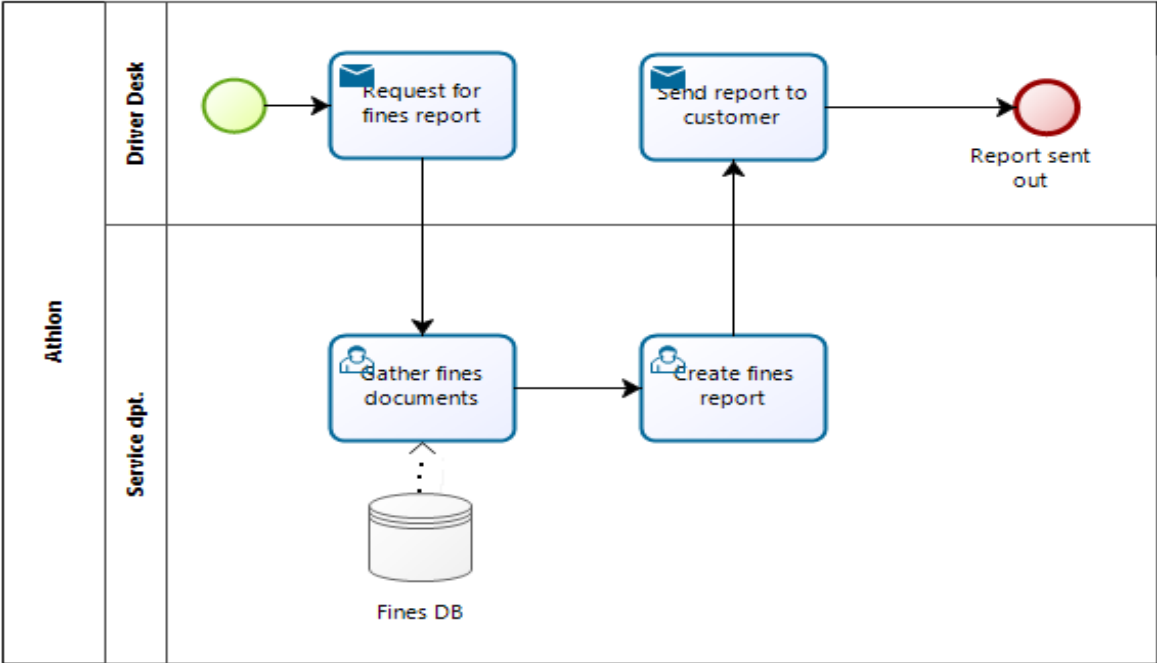 Athlon
Driver Desk
Request for
fines report
Send report to
customer
Report sent
out
Service dpt.
Gather fines
documents
Create fines
report
Fines DB